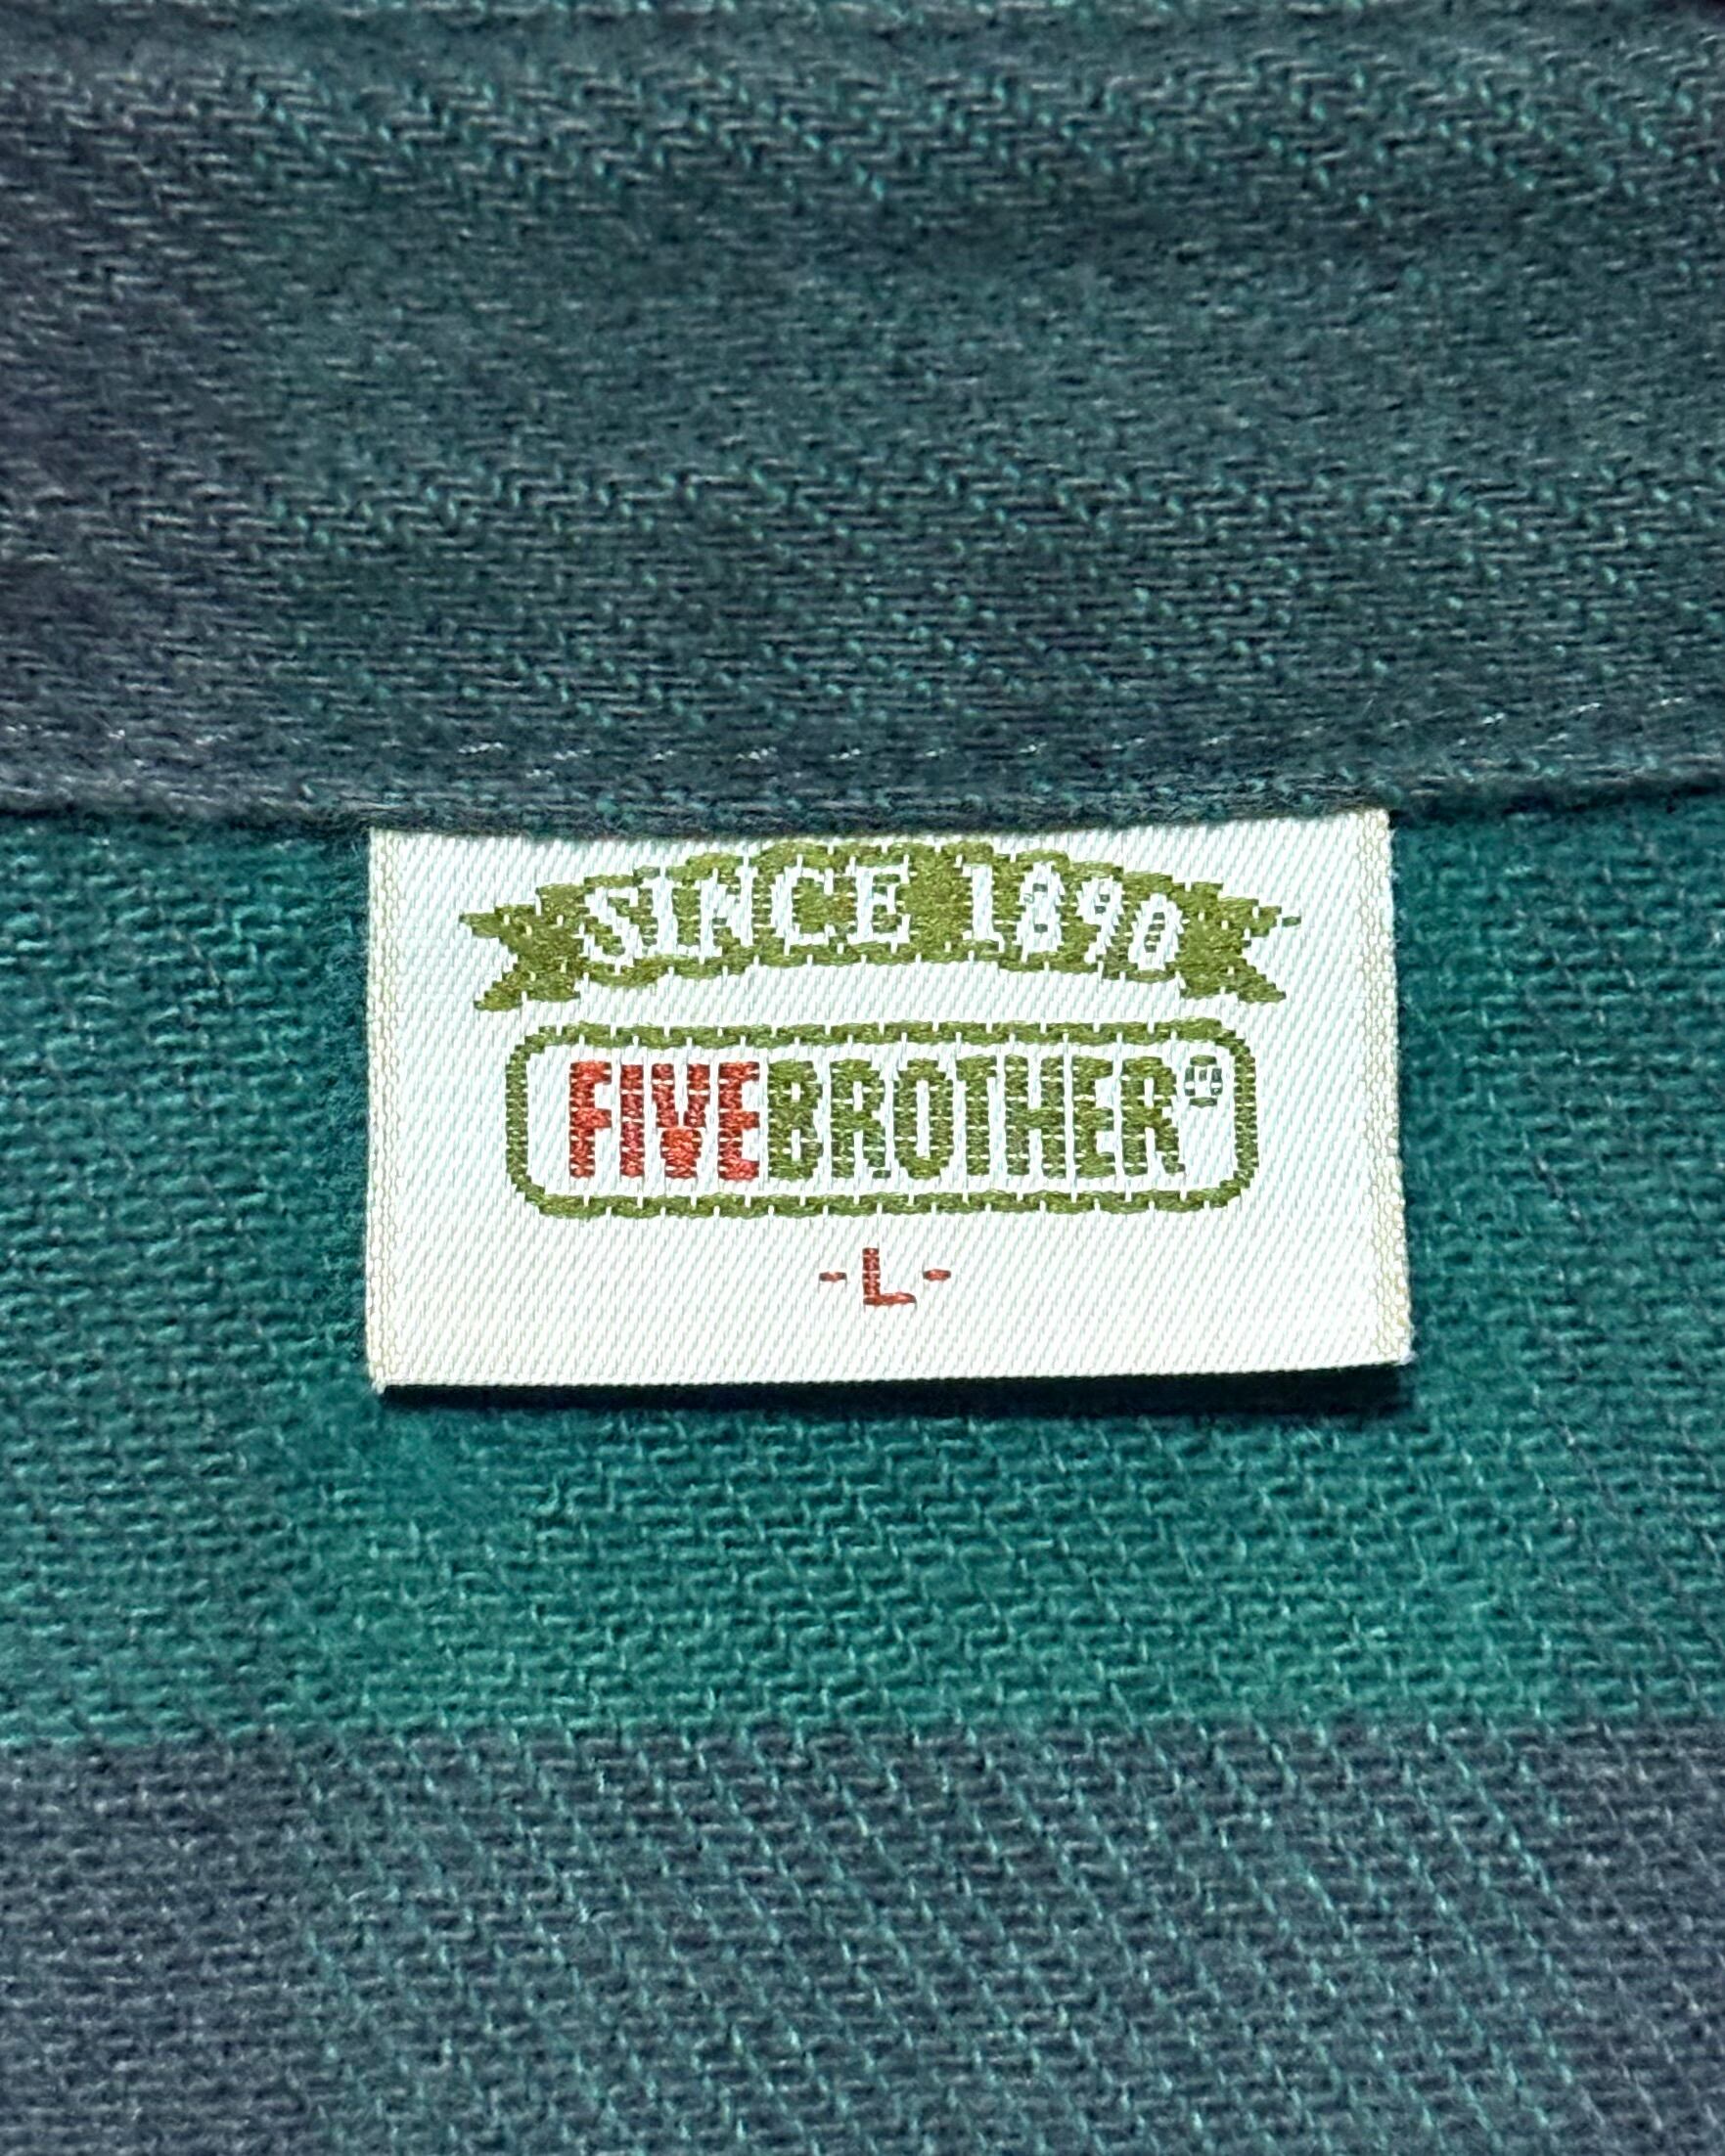 SINCE 1890
FIVEBROTHER®
-L-